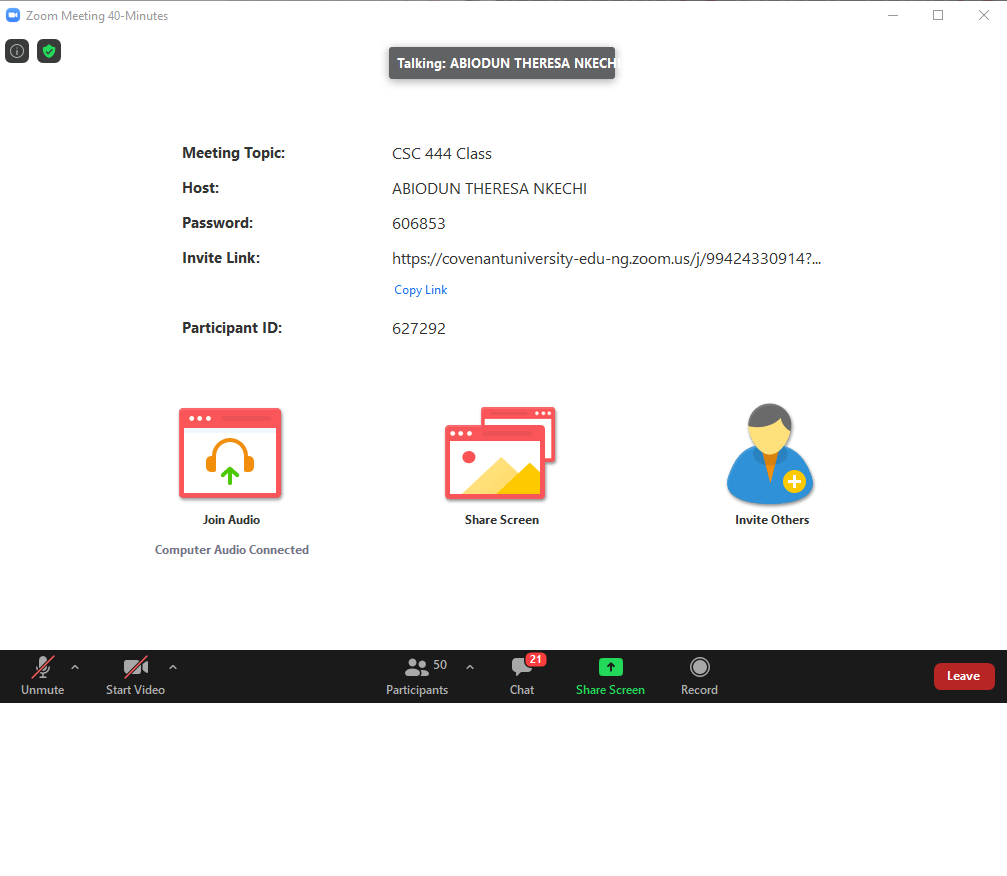 Zoom Meeting 40-Minutes
Talking: ABIODUN THERESA NKECHI
Meeting Topic: CSC 444 Class
Host: ABIODUN THERESA NKECHI
Password: 606853
Invite Link: https://covenantuniversity-edu-ng.zoom.us/j/99424330914?...
Copy Link
Participant ID: 627292
Join Audio Share Screen Invite Others
Computer Audio Connected
50 21
Unmute Start Video Participants Chat Share Screen Record Leave